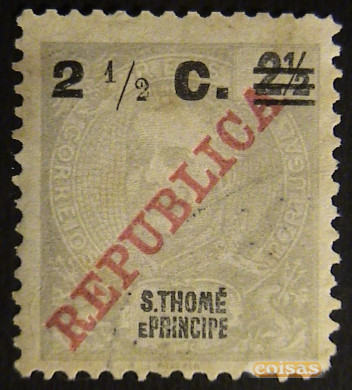 2 1/2 C. 2½
CORREIOS
PORTUGAL
REPUBLICA
S. THOMÉ
E PRINCIPE
coisas